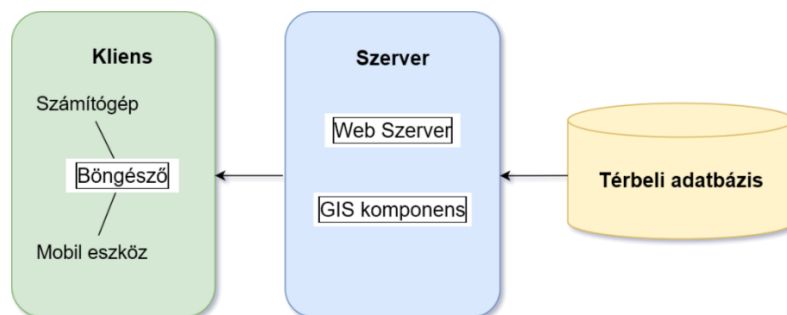 Kliens
Számítógép
Böngésző
Mobil eszköz
Szerver
Web Szerver
GIS komponens
Térbeli adatbázis